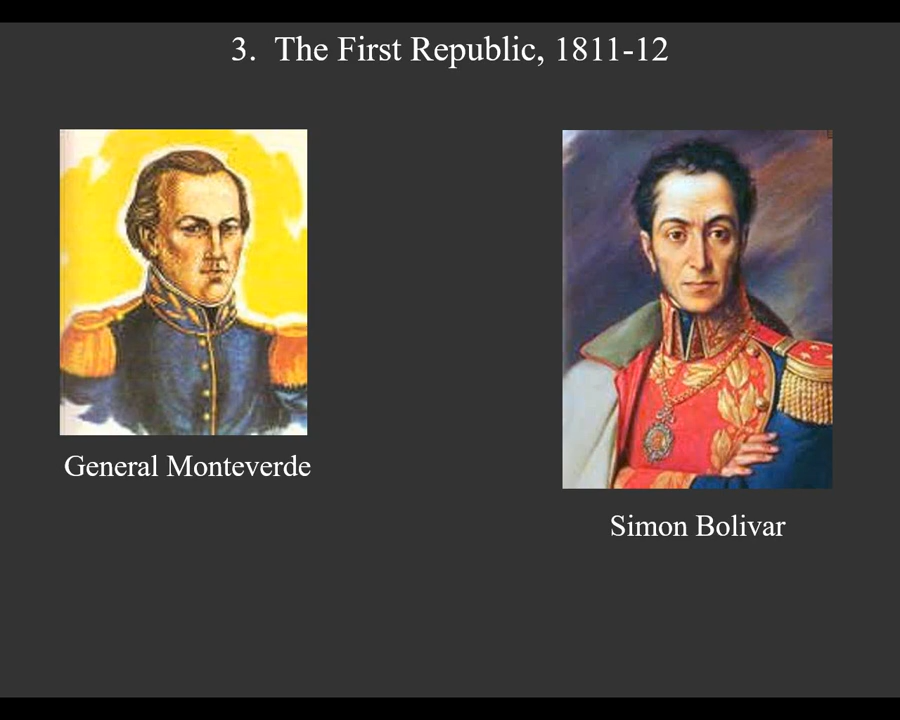 3. The First Republic, 1811-12
General Monteverde
Simon Bolivar